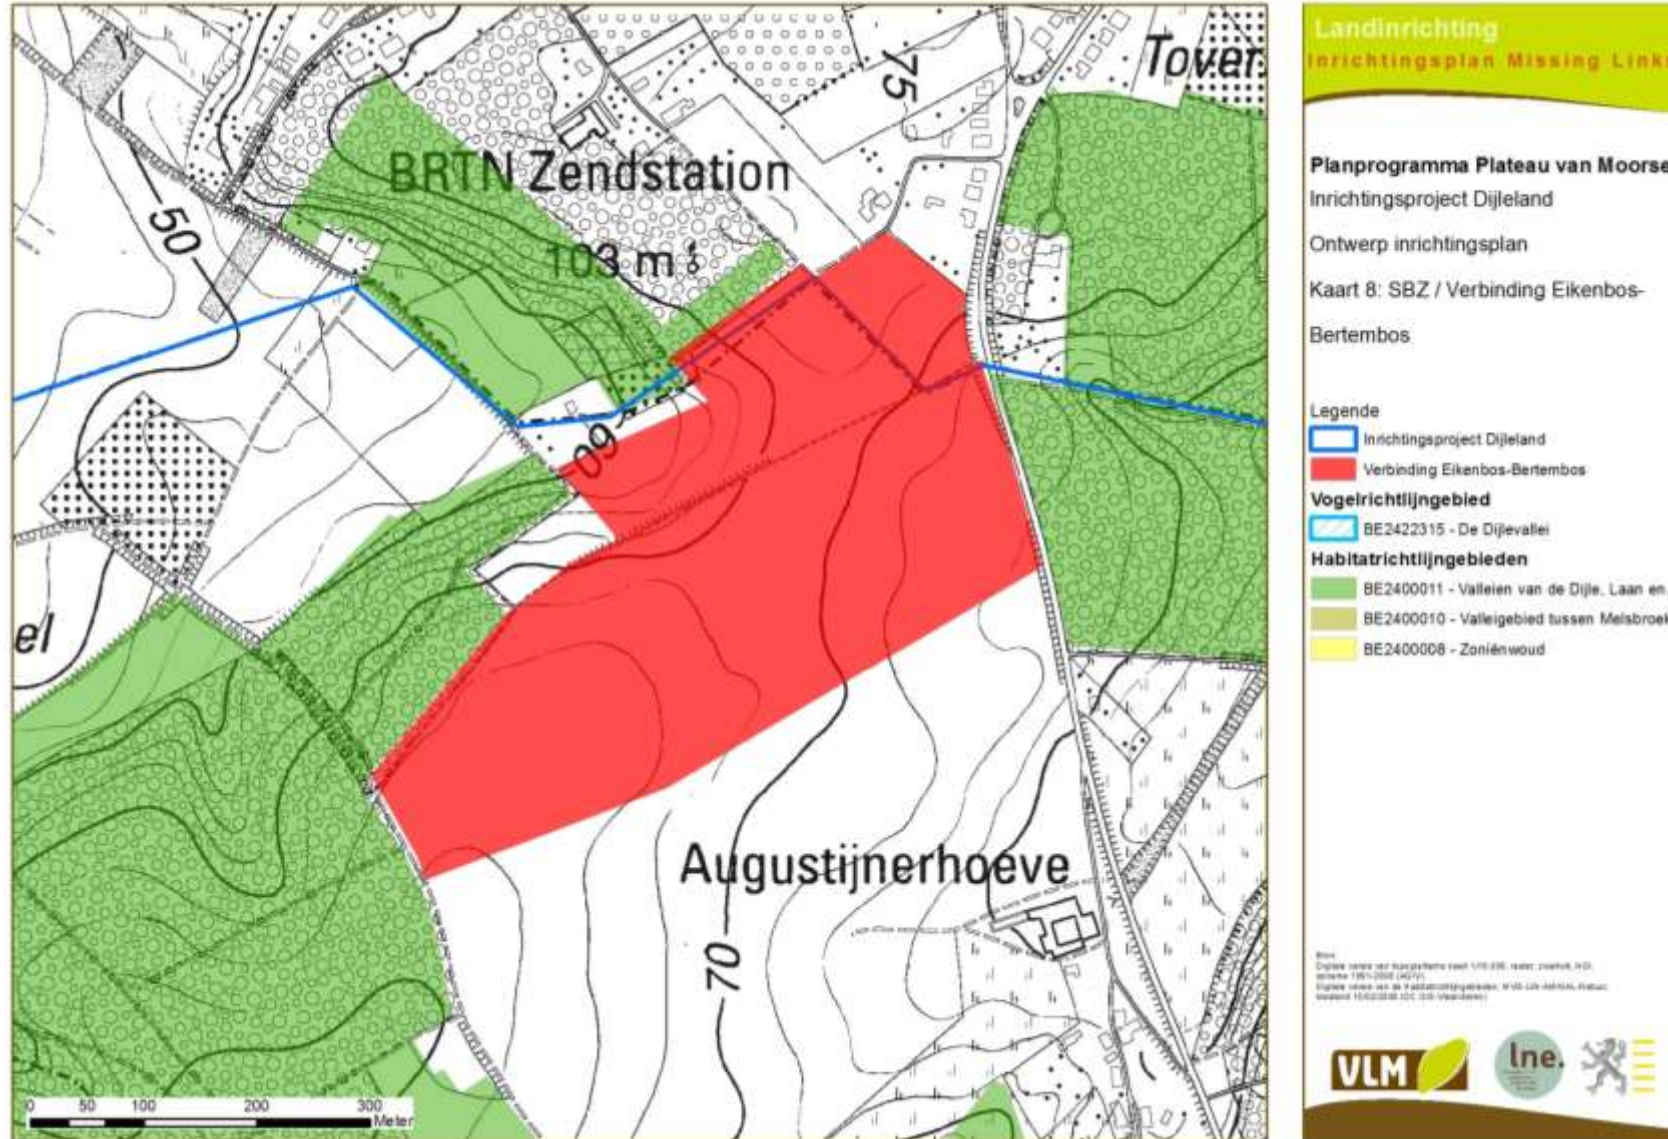 Tover
75
BRTN Zendstation
50
103 m
60
el
Augustijnerhoeve
70
0 50 100 200 300
Meter
Landinrichting
Inrichtingsplan Missing Links
Planprogramma Plateau van Moorse
Inrichtingsproject Dijleland
Ontwerp inrichtingsplan
Kaart 8: SBZ / Verbinding Eikenbos-
Bertembos
Legende
Inrichtingsproject Dijleland
Verbinding Eikenbos-Bertembos
Vogelrichtlijngebied
BE2422315 - De Dijlevallei
Habitatrichtlijngebieden
BE2400011 - Valleien van de Dijle, Laan en
BE2400010 - Valleigebied tussen Melsbroek
BE2400008 - Zoniënwoud
VLM
lne.